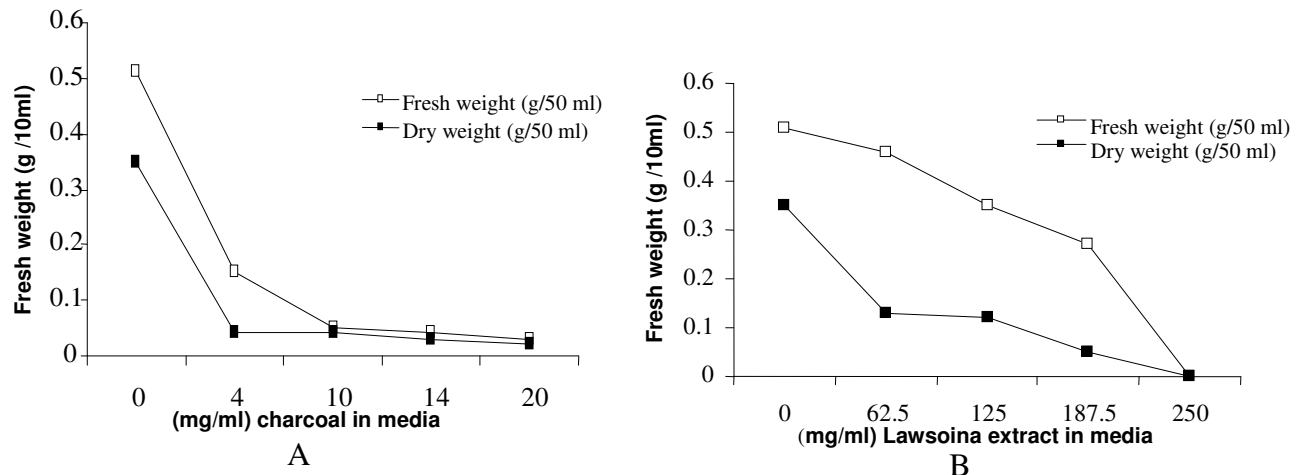 Fresh weight (g /10ml)
0.6
0.5
0.4
0.3
0.2
0.1
0
Fresh weight (g/50 ml)
Dry weight (g/50 ml)
0 4 10 14 20
(mg/ml) charcoal in media
A
Fresh weight (g /10ml)
0.6
0.5
0.4
0.3
0.2
0.1
0
Fresh weight (g/50 ml)
Dry weight (g/50 ml)
0 62.5 125 187.5 250
(mg/ml) Lawsoina extract in media
B